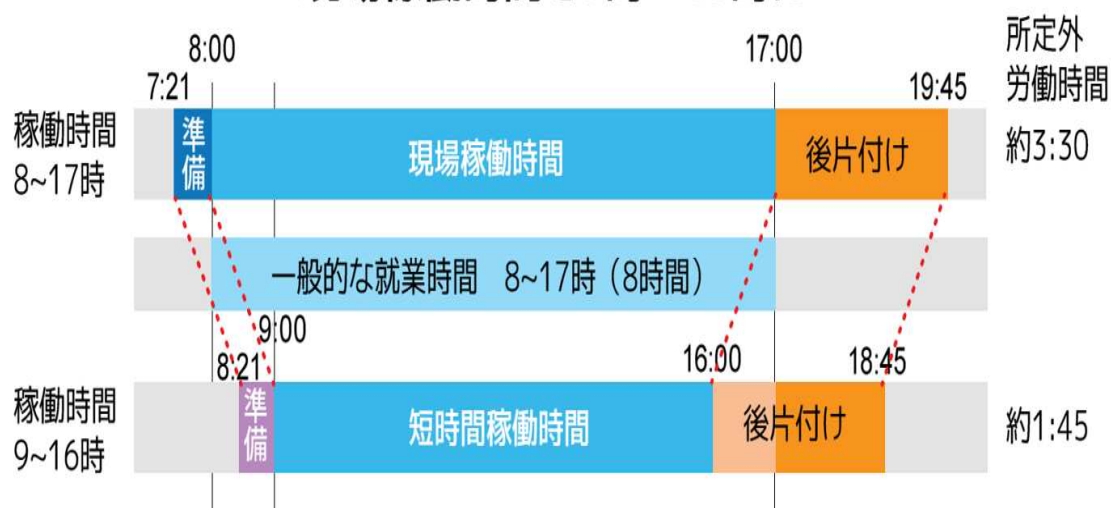 8:00
17:00
所定外
労働時間
7:21
19:45
稼働時間
8~17時
準備
現場稼働時間
後片付け
約3:30
一般的な就業時間 8~17時（8時間）
9:00
8:21
16:00
18:45
稼働時間
9~16時
準備
短時間稼働時間
後片付け
約1:45